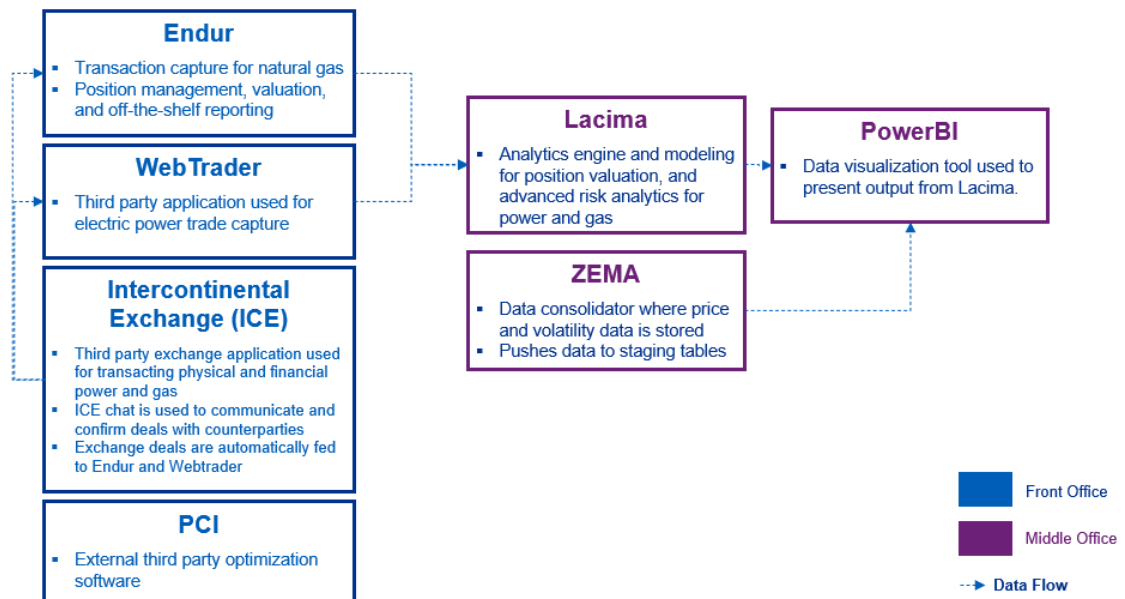 Endur
▪ Transaction capture for natural gas
▪ Position management, valuation,
and off-the-shelf reporting
WebTrader
▪ Third party application used for
electric power trade capture
Intercontinental
Exchange (ICE)
▪ Third party exchange application used
for transacting physical and financial
power and gas
▪ ICE chat is used to communicate and
confirm deals with counterparties
▪ Exchange deals are automatically fed
to Endur and Webtrader
PCI
▪ External third party optimization
software
Lacima
▪ Analytics engine and modeling
for position valuation, and
advanced risk analytics for
power and gas
ZEMA
▪ Data consolidator where price
and volatility data is stored
▪ Pushes data to staging tables
PowerBI
▪ Data visualization tool used to
present output from Lacima.
Front Office
Middle Office
Data Flow